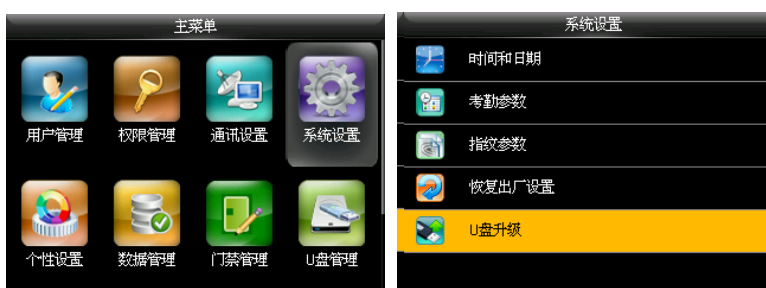 主菜单
用户管理 权限管理 通讯设置 系统设置
个性设置 数据管理 门禁管理 U盘管理
系统设置
时间和日期
考勤参数
指纹参数
恢复出厂设置
U盘升级